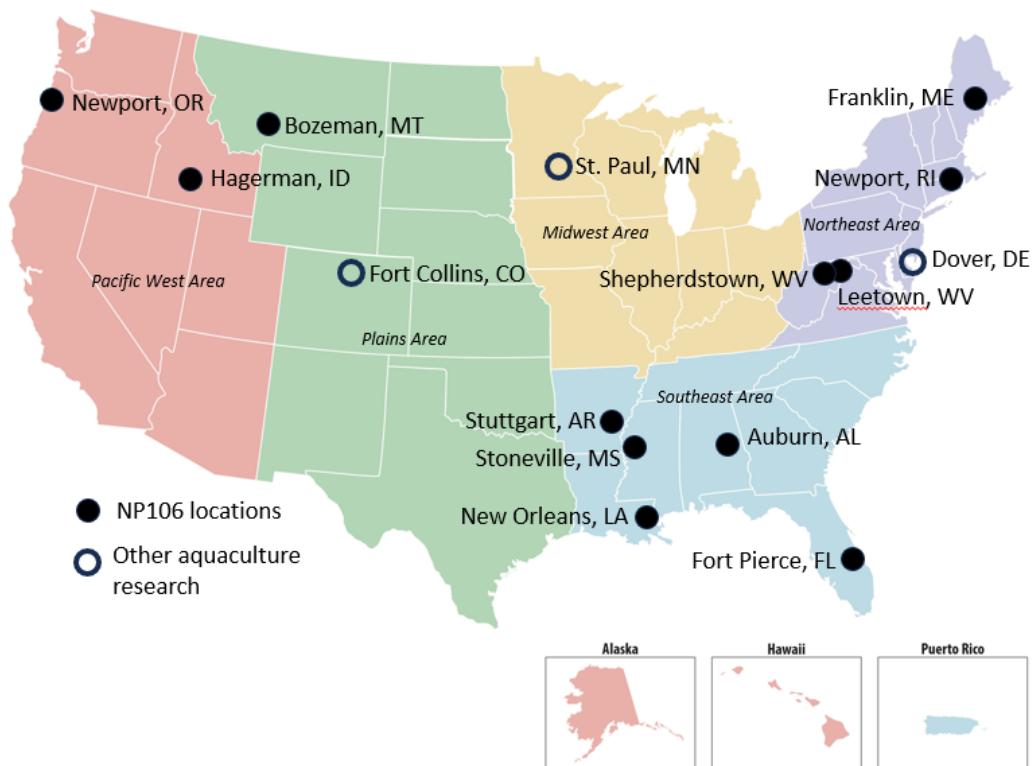 Franklin, ME
Newport, OR
Bozeman, MT
St. Paul, MN
Hagerman, ID
Newport, RI
Northeast Area
Midwest Area
Dover, DE
Fort Collins, CO
Shepherdstown, WV
Pacific West Area
Leetown, WV
Plains Area
Southeast Area
Stuttgart, AR
Auburn, AL
Stoneville, MS
NP106 locations
New Orleans, LA
Other aquaculture
research
Fort Pierce, FL
Alaska
Hawaii
Puerto Rico